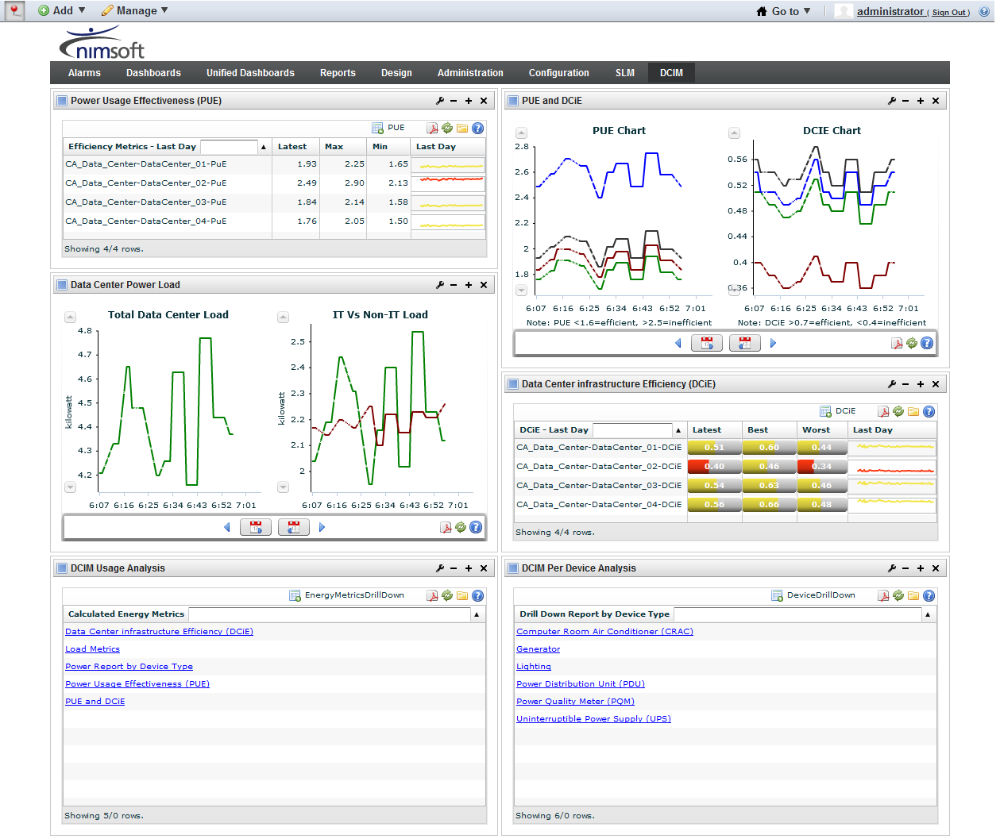 Add Manage Go to administrator ( Sign Out )
nimsoft
Alarms Dashboards Unified Dashboards Reports Design Administration Configuration SLM DCIM
Power Usage Effectiveness (PUE)
PUE
Efficiency Metrics - Last Day Latest Max Min Last Day
CA_Data_Center-DataCenter_01-PuE 1.93 2.25 1.65
CA_Data_Center-DataCenter_02-PuE 2.49 2.90 2.13
CA_Data_Center-DataCenter_03-PuE 1.84 2.14 1.58
CA_Data_Center-DataCenter_04-PuE 1.76 2.05 1.50
Showing 4/4 rows.
PUE and DCiE
PUE Chart
2.8
2.6
2.4
2.2
2
1.8
6:07 6:16 6:25 6:34 6:43 6:52 7:01
Note: PUE <1.6=efficient, >2.5=inefficient
DCIE Chart
0.56
0.52
0.48
0.44
0.4
0.36
6:07 6:16 6:25 6:34 6:43 6:52 7:01
Note: DCiE >0.7=efficient, <0.4=inefficient
Data Center Power Load
Total Data Center Load
kilowatt
4.8
4.7
4.6
4.5
4.4
4.3
4.2
6:07 6:16 6:25 6:34 6:43 6:52 7:01
IT Vs Non-IT Load
kilowatt
2.5
2.4
2.3
2.2
2.1
2
6:07 6:16 6:25 6:34 6:43 6:52 7:01
Data Center infrastructure Efficiency (DCiE)
DCiE
DCiE - Last Day Latest Best Worst Last Day
CA_Data_Center-DataCenter_01-DCiE 0.51 0.60 0.44
CA_Data_Center-DataCenter_02-DCiE 0.40 0.46 0.34
CA_Data_Center-DataCenter_03-DCiE 0.54 0.63 0.46
CA_Data_Center-DataCenter_04-DCiE 0.56 0.66 0.48
Showing 4/4 rows.
DCIM Usage Analysis
EnergyMetricsDrillDown
Calculated Energy Metrics
Data Center infrastructure Efficiency (DCiE)
Load Metrics
Power Report by Device Type
Power Usage Effectiveness (PUE)
PUE and DCiE
Showing 5/0 rows.
DCIM Per Device Analysis
DeviceDrillDown
Drill Down Report by Device Type
Computer Room Air Conditioner (CRAC)
Generator
Lighting
Power Distribution Unit (PDU)
Power Quality Meter (PQM)
Uninterruptible Power Supply (UPS)
Showing 6/0 rows.